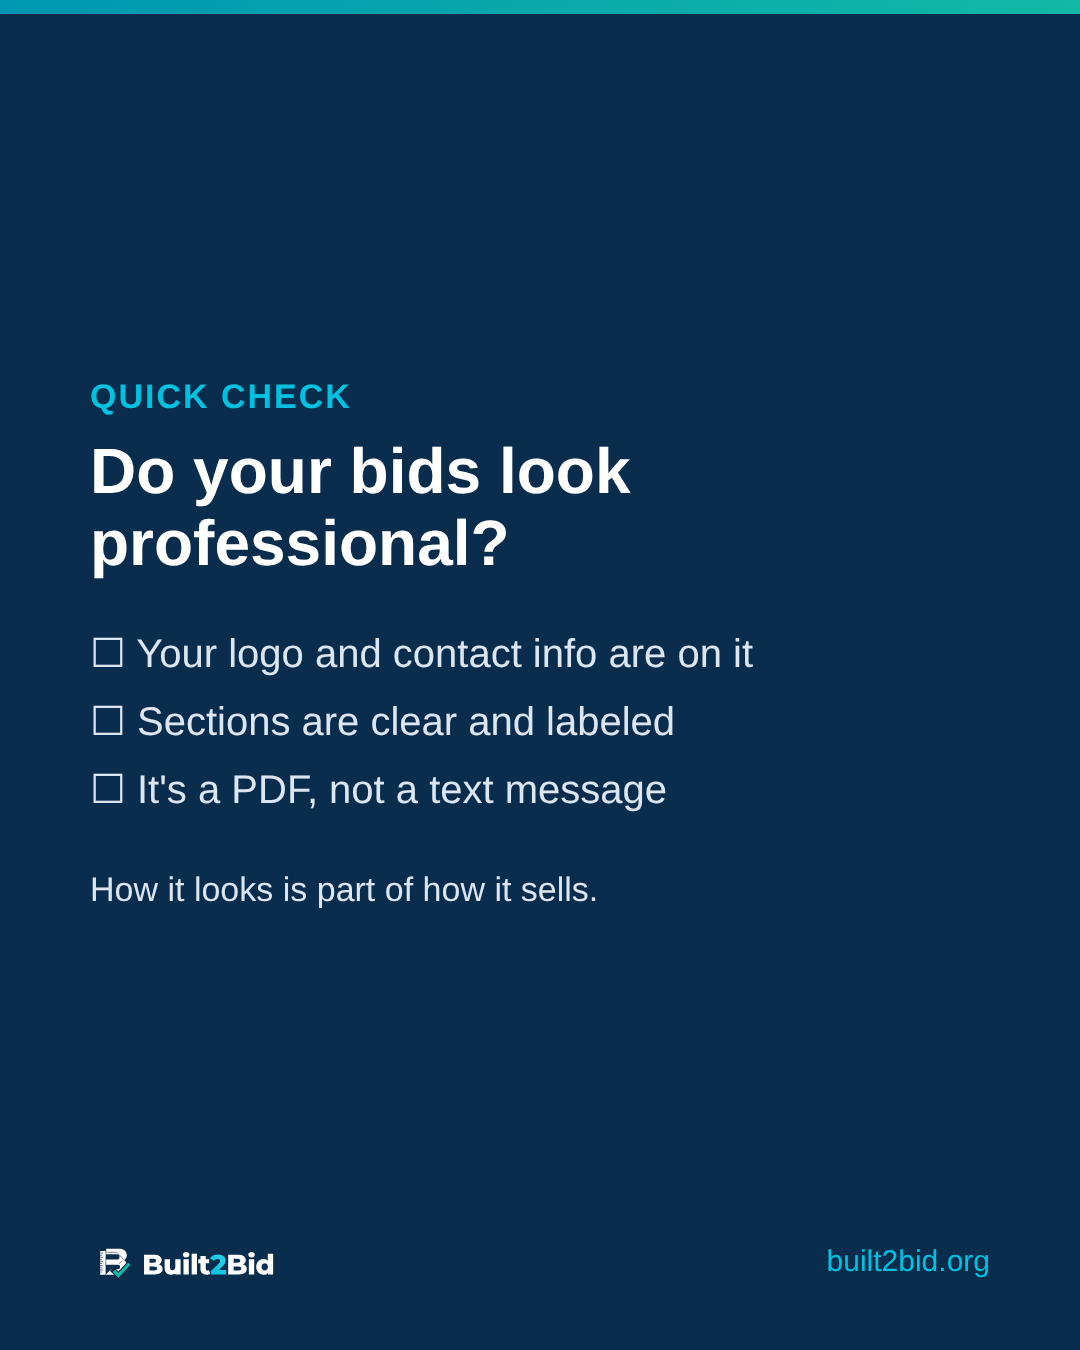 QUICK CHECK
Do your bids look
professional?
☐ Your logo and contact info are on it
☐ Sections are clear and labeled
☐ It's a PDF, not a text message
How it looks is part of how it sells.
Built2Bid
built2bid.org